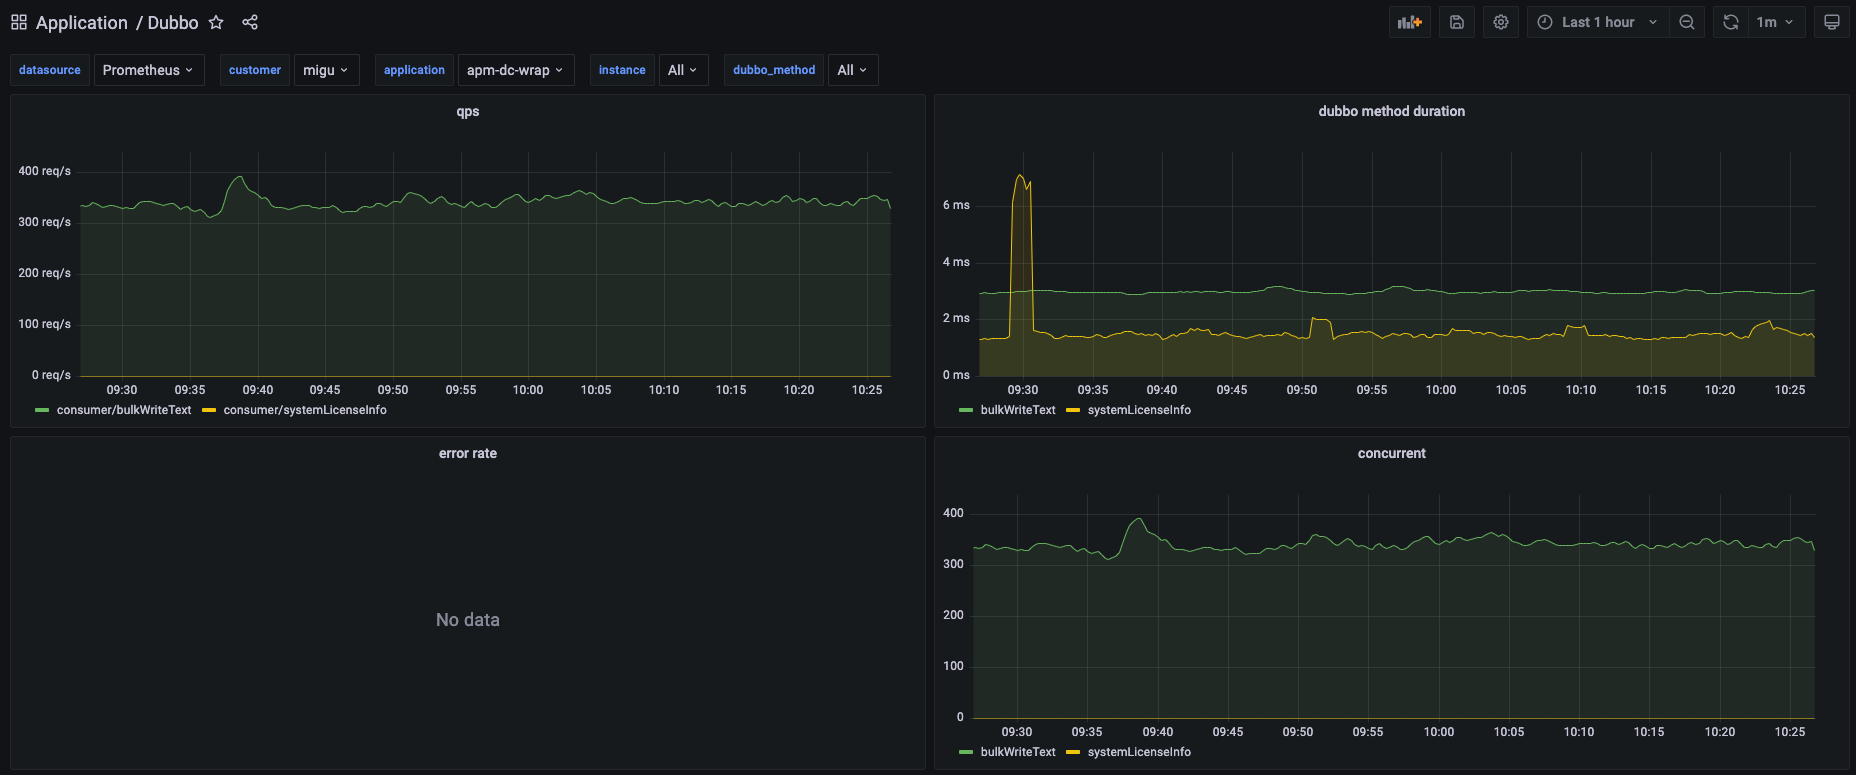 Application / Dubbo
Last 1 hour
1m
datasource Prometheus customer migu application apm-dc-wrap instance All dubbo_method All
qps
400 req/s
300 req/s
200 req/s
100 req/s
0 req/s
09:30 09:35 09:40 09:45 09:50 09:55 10:00 10:05 10:10 10:15 10:20 10:25
consumer/bulkWriteText consumer/systemLicenseInfo
dubbo method duration
6 ms
4 ms
2 ms
0 ms
09:30 09:35 09:40 09:45 09:50 09:55 10:00 10:05 10:10 10:15 10:20 10:25
bulkWriteText systemLicenseInfo
error rate
No data
concurrent
400
300
200
100
0
09:30 09:35 09:40 09:45 09:50 09:55 10:00 10:05 10:10 10:15 10:20 10:25
bulkWriteText systemLicenseInfo